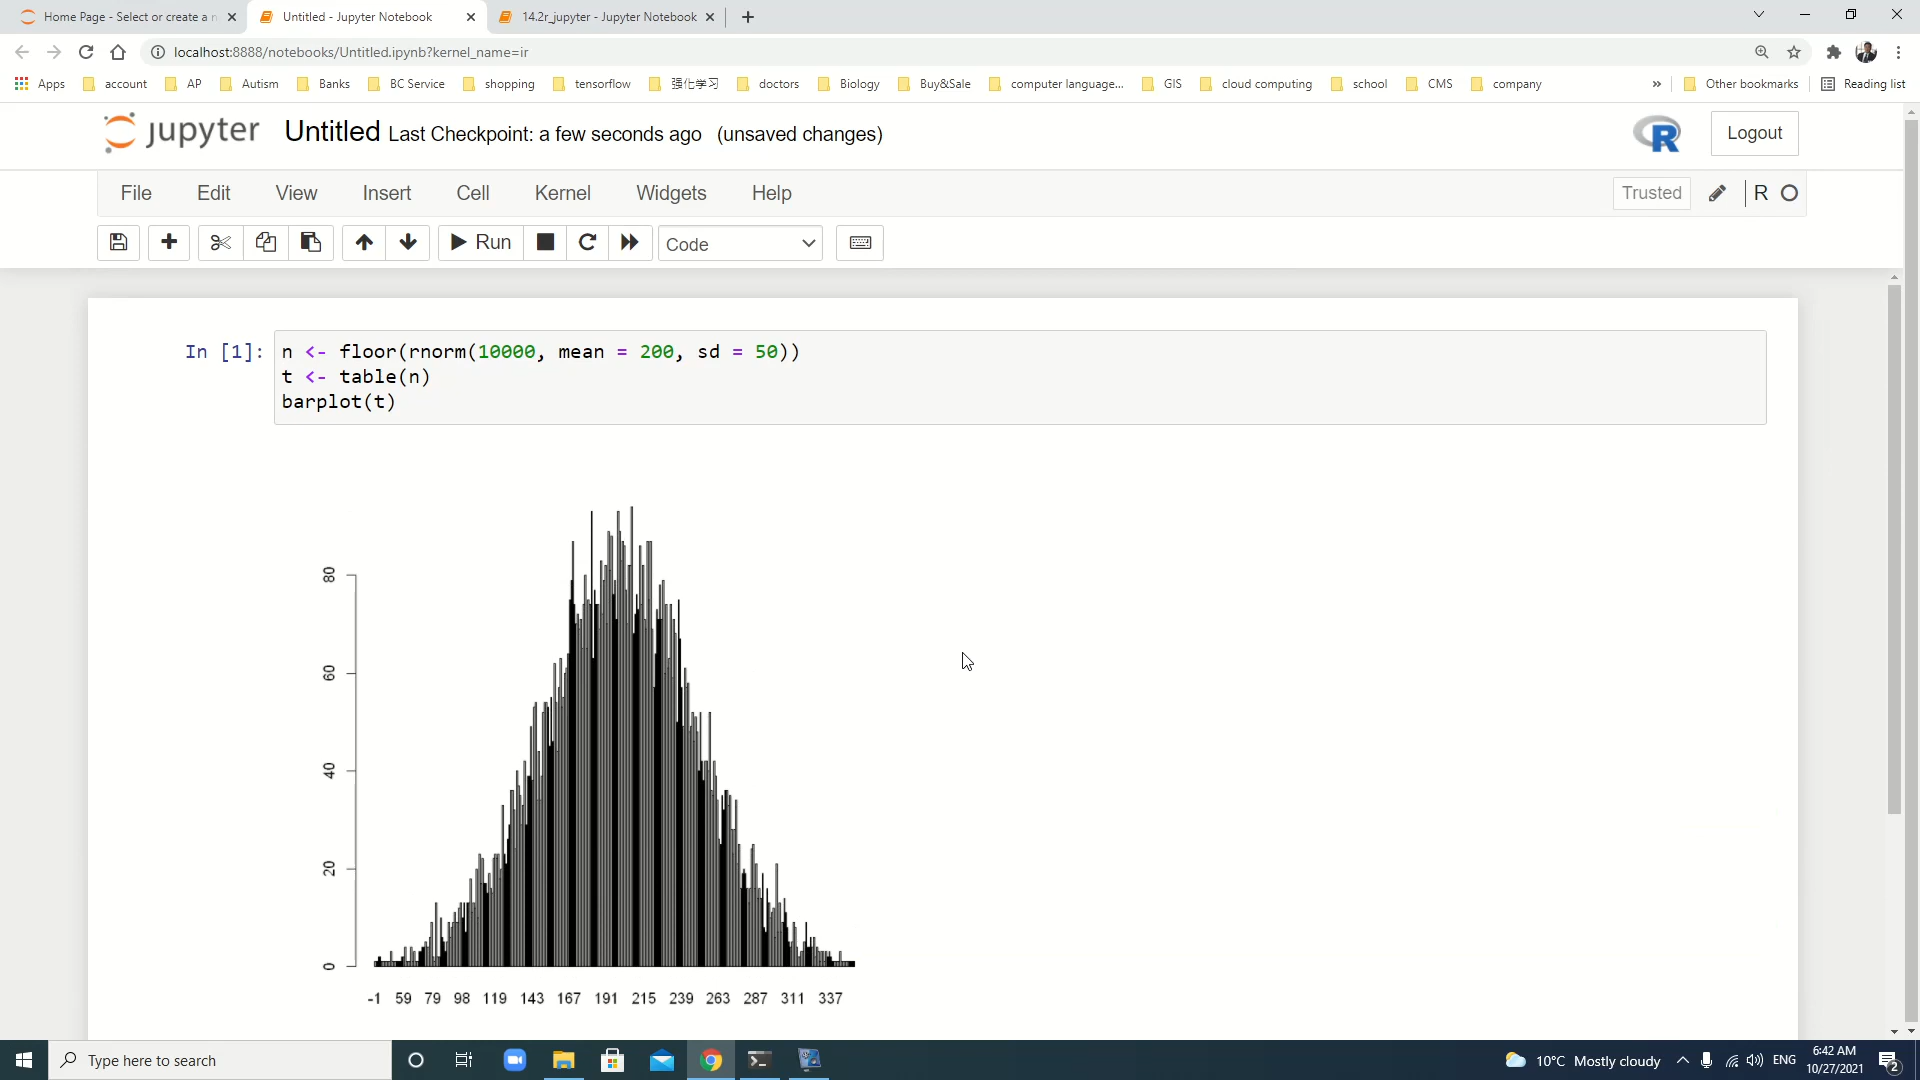 Home Page - Select or create a n
Untitled - Jupyter Notebook
14.2r_jupyter - Jupyter Notebook
localhost:8888/notebooks/Untitled.ipynb?kernel_name=ir
Apps account AP Autism Banks BC Service shopping tensorflow 强化学习 doctors Biology Buy&Sale computer language... GIS cloud computing school CMS company » Other bookmarks Reading list
jupyter Untitled Last Checkpoint: a few seconds ago (unsaved changes) R Logout
File Edit View Insert Cell Kernel Widgets Help Trusted R
Run Code
In [1]: n <- floor(rnorm(10000, mean = 200, sd = 50))
t <- table(n)
barplot(t)
80
60
40
20
0
-1 59 79 98 119 143 167 191 215 239 263 287 311 337
Type here to search
10°C Mostly cloudy ENG 6:42 AM
10/27/2021
2